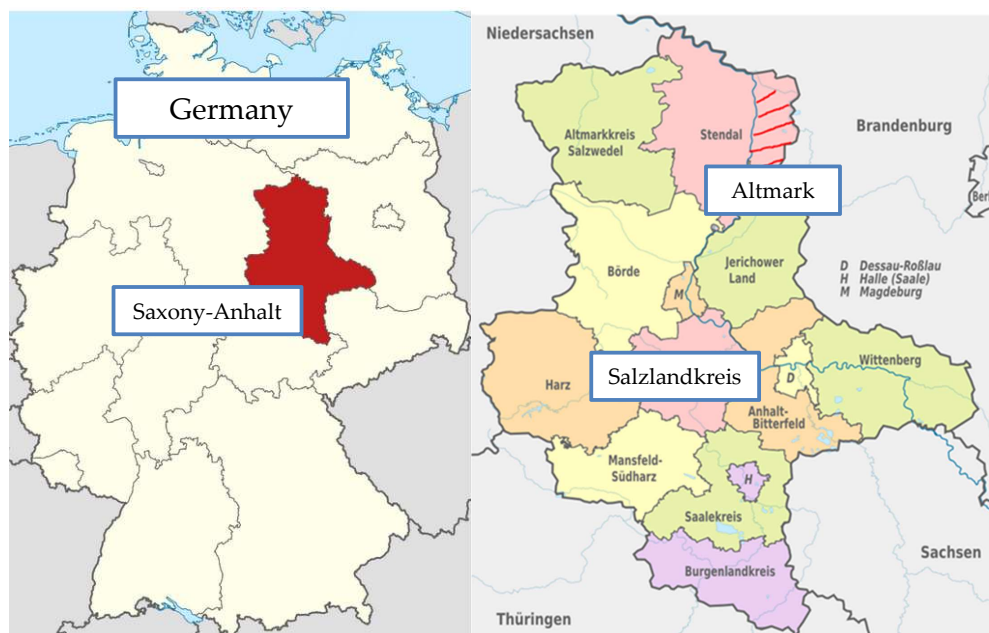 Germany
Saxony-Anhalt
Niedersachsen
Altmarkkreis
Salzwedel
Stendal
Brandenburg
Altmark
Börde
Jerichower
Land
M
D Dessau-Roßlau
H Halle (Saale)
M Magdeburg
Salzlandkreis
Harz
D
Wittenberg
Anhalt-
Bitterfeld
Mansfeld-
Südharz
H
Saalekreis
Burgenlandkreis
Sachsen
Thüringen